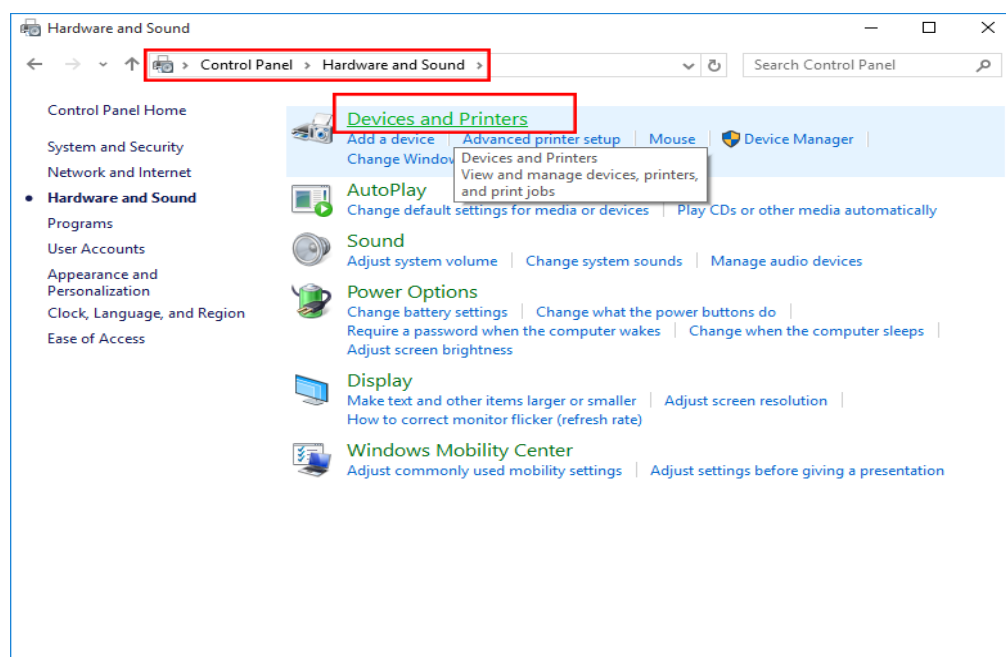 Hardware and Sound
Control Panel > Hardware and Sound >
Search Control Panel
Control Panel Home
System and Security
Network and Internet
Hardware and Sound
Programs
User Accounts
Appearance and
Personalization
Clock, Language, and Region
Ease of Access
Devices and Printers
Add a device | Advanced printer setup | Mouse | Device Manager |
Change Window
Devices and Printers
View and manage devices, printers,
and print jobs
AutoPlay
Change default settings for media or devices | Play CDs or other media automatically
Sound
Adjust system volume | Change system sounds | Manage audio devices
Power Options
Change battery settings | Change what the power buttons do |
Require a password when the computer wakes | Change when the computer sleeps |
Adjust screen brightness
Display
Make text and other items larger or smaller | Adjust screen resolution |
How to correct monitor flicker (refresh rate)
Windows Mobility Center
Adjust commonly used mobility settings | Adjust settings before giving a presentation